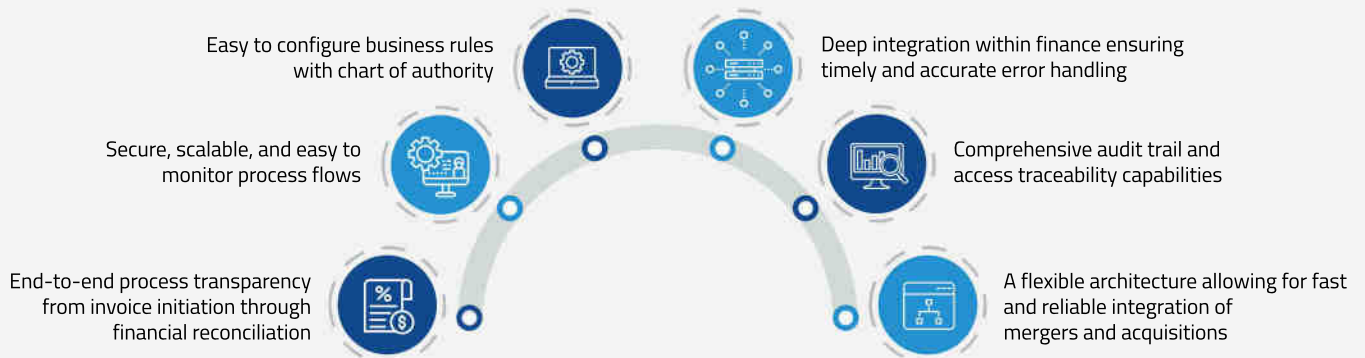 Easy to configure business rules
with chart of authority
Deep integration within finance ensuring
timely and accurate error handling
Secure, scalable, and easy to
monitor process flows
Comprehensive audit trail and
access traceability capabilities
End-to-end process transparency
from invoice initiation through
financial reconciliation
A flexible architecture allowing for fast
and reliable integration of
mergers and acquisitions
%
$